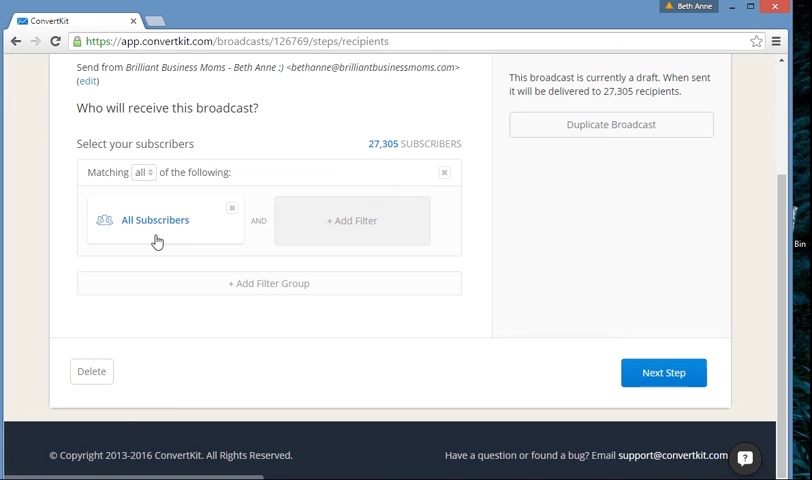 ConvertKit
Beth Anne
https://app.convertkit.com/broadcasts/126769/steps/recipients
Send from Brilliant Business Moms - Beth Anne :) <bethanne@brilliantbusinessmoms.com>
(edit)
This broadcast is currently a draft. When sent
it will be delivered to 27,305 recipients.
Who will receive this broadcast?
Duplicate Broadcast
Select your subscribers
27,305 SUBSCRIBERS
Matching all of the following:
All Subscribers
AND
+ Add Filter
Bin
+ Add Filter Group
Delete
Next Step
© Copyright 2013-2016 ConvertKit. All Rights Reserved.
Have a question or found a bug? Email support@convertkit.com